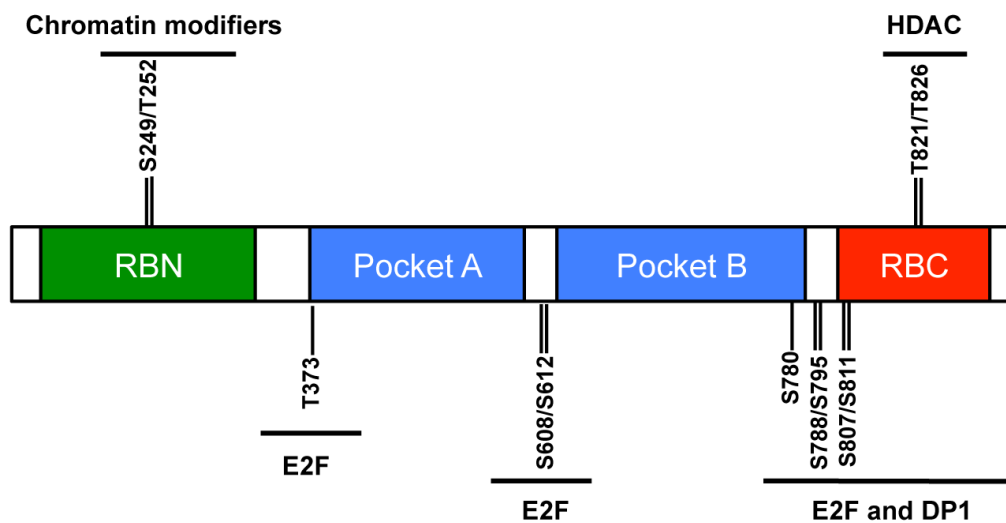 Chromatin modifiers
HDAC
S249/T252
T821/T826
RBN
Pocket A
Pocket B
RBC
T373
S608/S612
S780
S788/S795
S807/S811
E2F
E2F
E2F and DP1